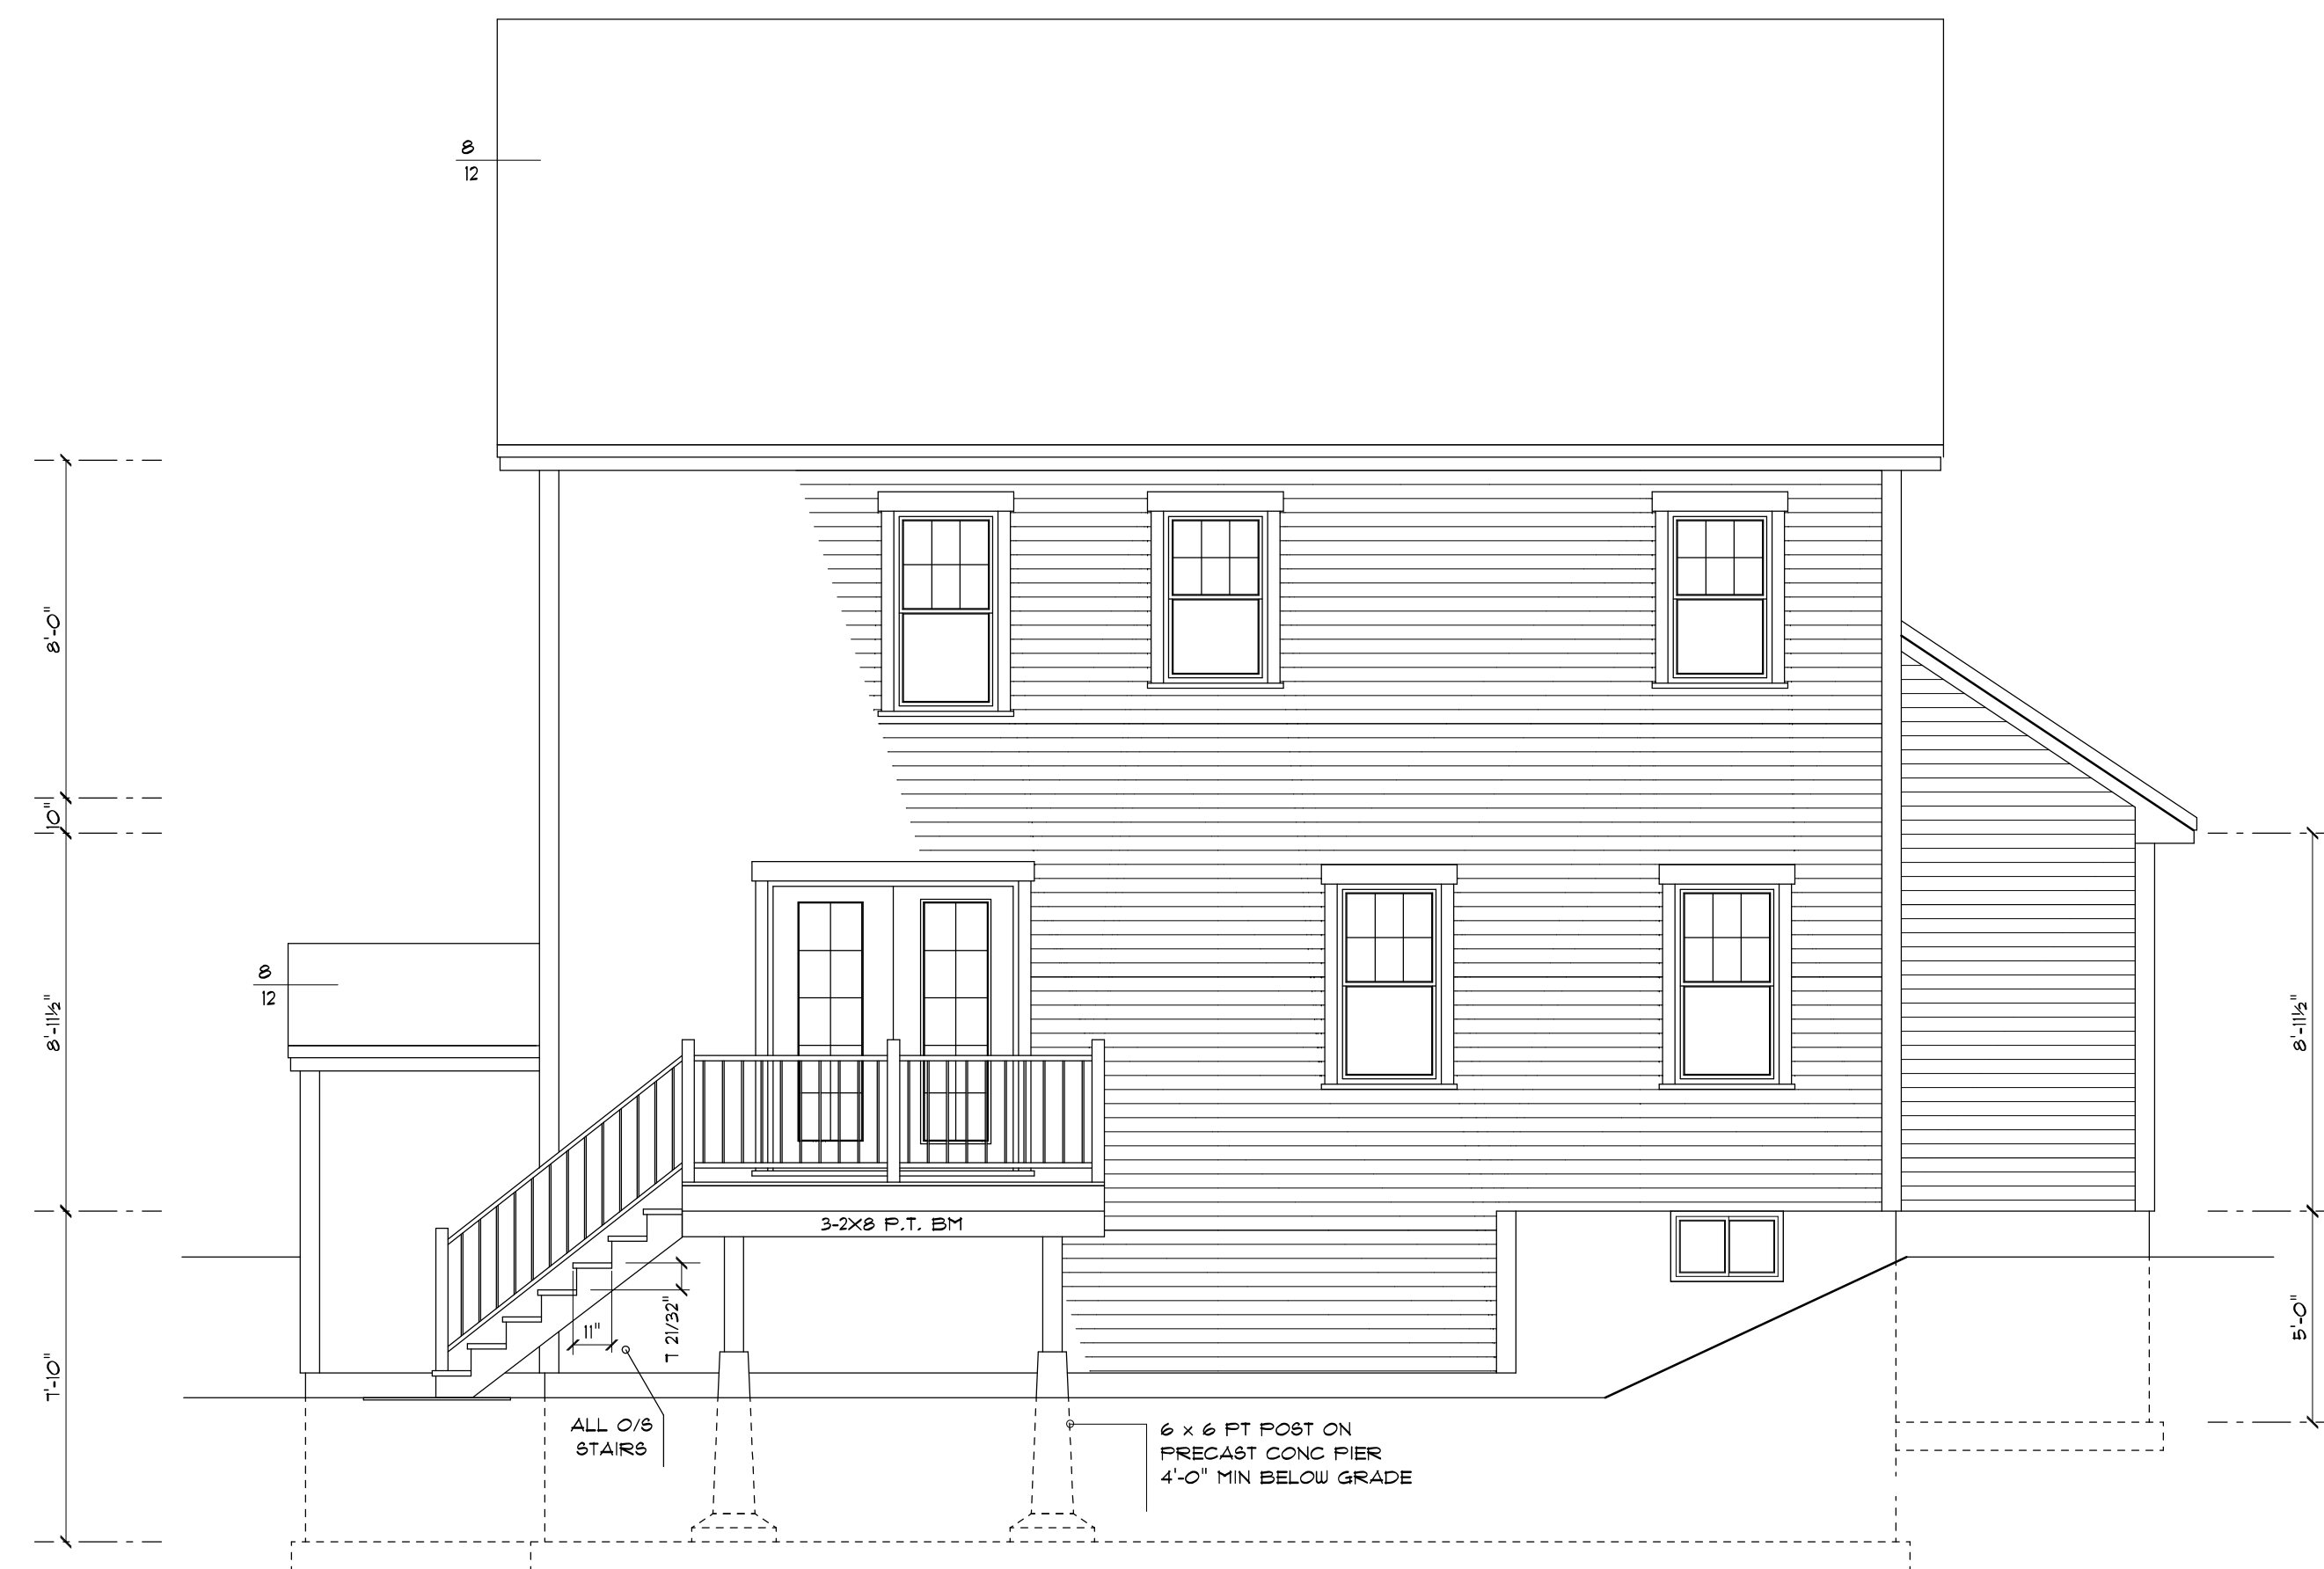 8
12
8'-0"
10"
8'-11½"
8
12
8'-11½"
3-2X8 P.T. BM
11"
7 21/32"
5'-0"
7'-10"
ALL O/S
STAIRS
6 x 6 PT POST ON
PRECAST CONC PIER
4'-0" MIN BELOW GRADE